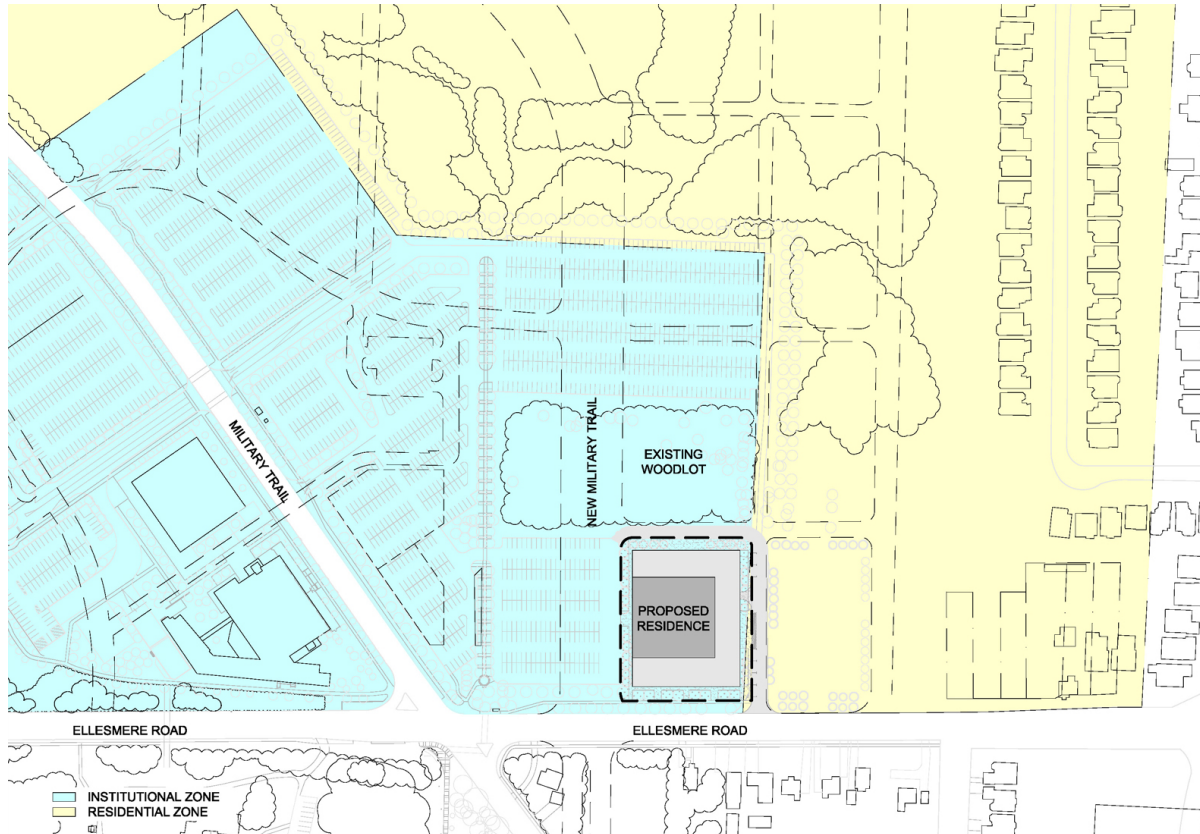 MILITARY TRAIL
NEW MILITARY TRAIL
EXISTING
WOODLOT
PROPOSED
RESIDENCE
ELLESMERE ROAD
ELLESMERE ROAD
INSTITUTIONAL ZONE
RESIDENTIAL ZONE